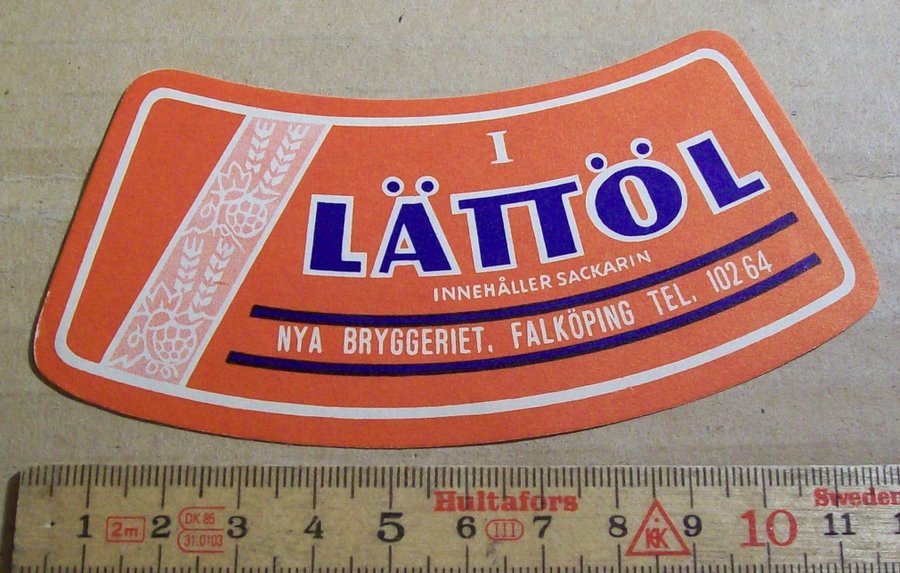 I
LÄTTÖL
INNEHÅLLER SACKARIN
NYA BRYGGERIET. FALKÖPING TEL. 102 64
Hultafors Sweden
1 2m 2 DK 85 31.0103 3 4 5 6 III 7 8 KK 9 10 11